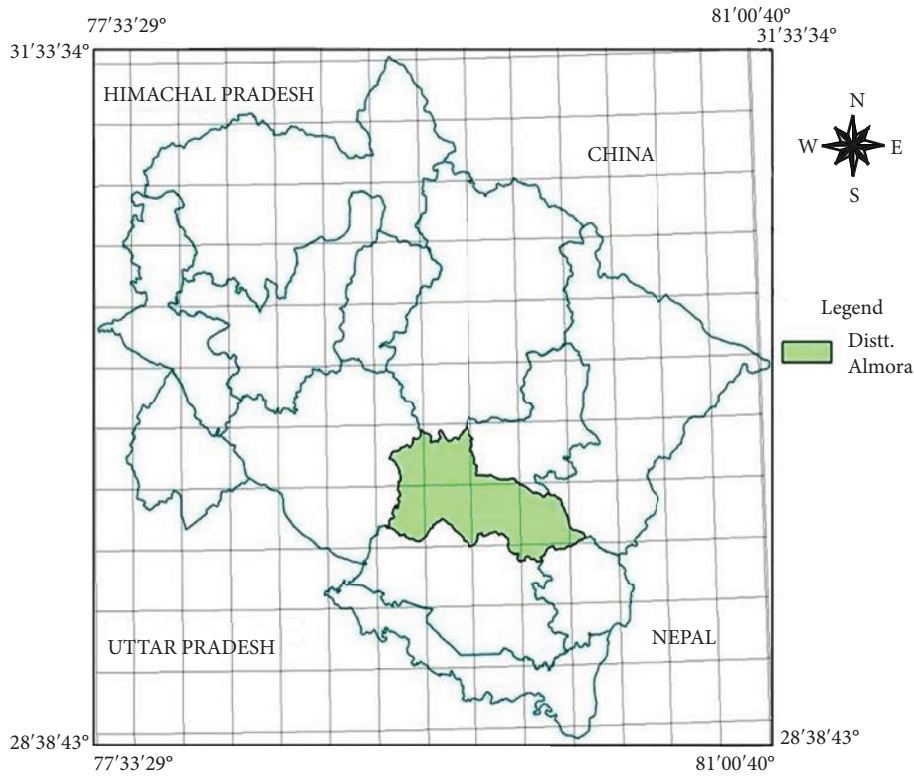 77'33'29°
81'00'40°
31'33'34°
31'33'34°
HIMACHAL PRADESH
CHINA
N
W
E
S
Legend
Distt.
Almora
UTTAR PRADESH
NEPAL
28'38'43°
28'38'43°
77'33'29°
81'00'40°